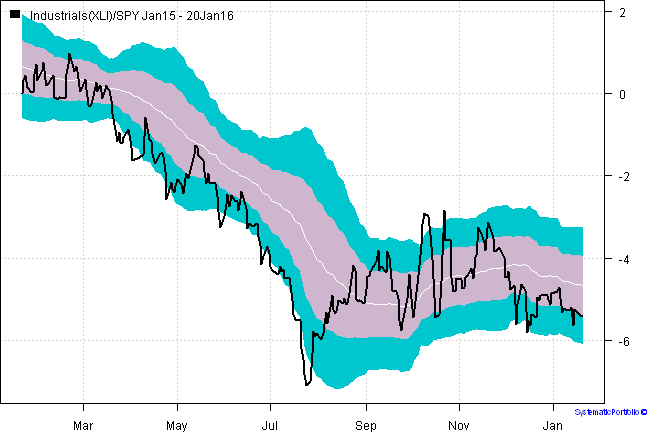 Industrials(XLI)/SPY Jan15 - 20Jan16
2
0
-2
-4
-6
Mar May Jul Sep Nov Jan
SystematicPortfolio ©